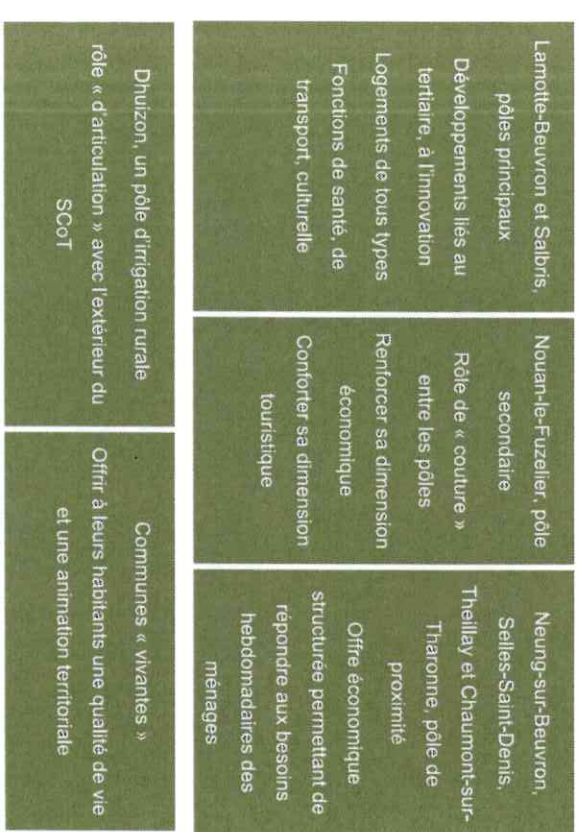 Lamotte-Beuvron et Salbris,
pôles principaux
Développements liés au
tertiaire, à l'innovation
Logements de tous types
Fonctions de santé, de
transport, culturelle
Nouan-le-Fuzelier, pôle
secondaire
Rôle de « couture »
entre les pôles
Renforcer sa dimension
économique
Conforter sa dimension
touristique
Neung-sur-Beuvron,
Selles-Saint-Denis,
Theillay et Chaumont-sur-
Tharonne, pôle de
proximité
Offre économique
structurée permettant de
répondre aux besoins
hebdomadaires des
ménages
Dhuizon, un pôle d'irrigation rurale
rôle « d'articulation » avec l'extérieur du
SCoT
Communes « vivantes »
Offrir à leurs habitants une qualité de vie
et une animation territoriale